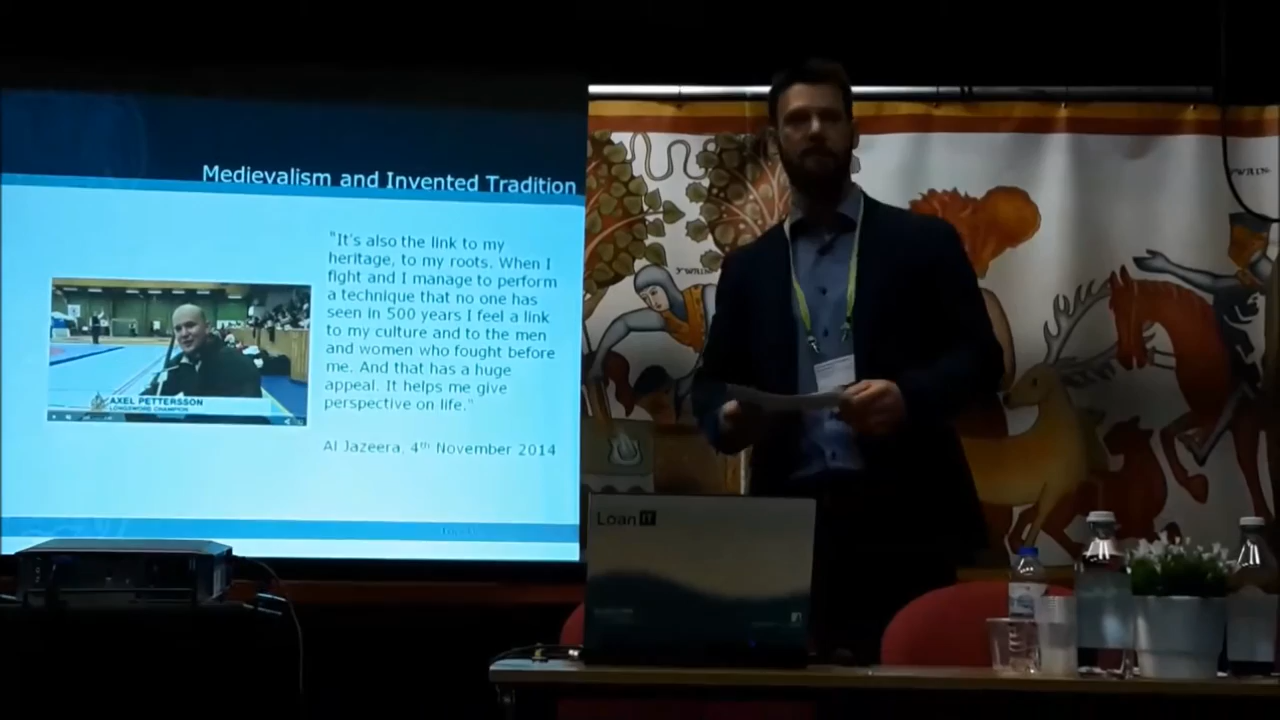 Medievalism and Invented Tradition
"It's also the link to my
heritage, to my roots. When I
fight and I manage to perform
a technique that no one has
seen in 500 years I feel a link
to my culture and to the men
and women who fought before
me. And that has a huge
appeal. It helps me give
perspective on life."
Al Jazeera, 4th November 2014
AXEL PETTERSSON
LONGSWORD CHAMPION
Loan IT